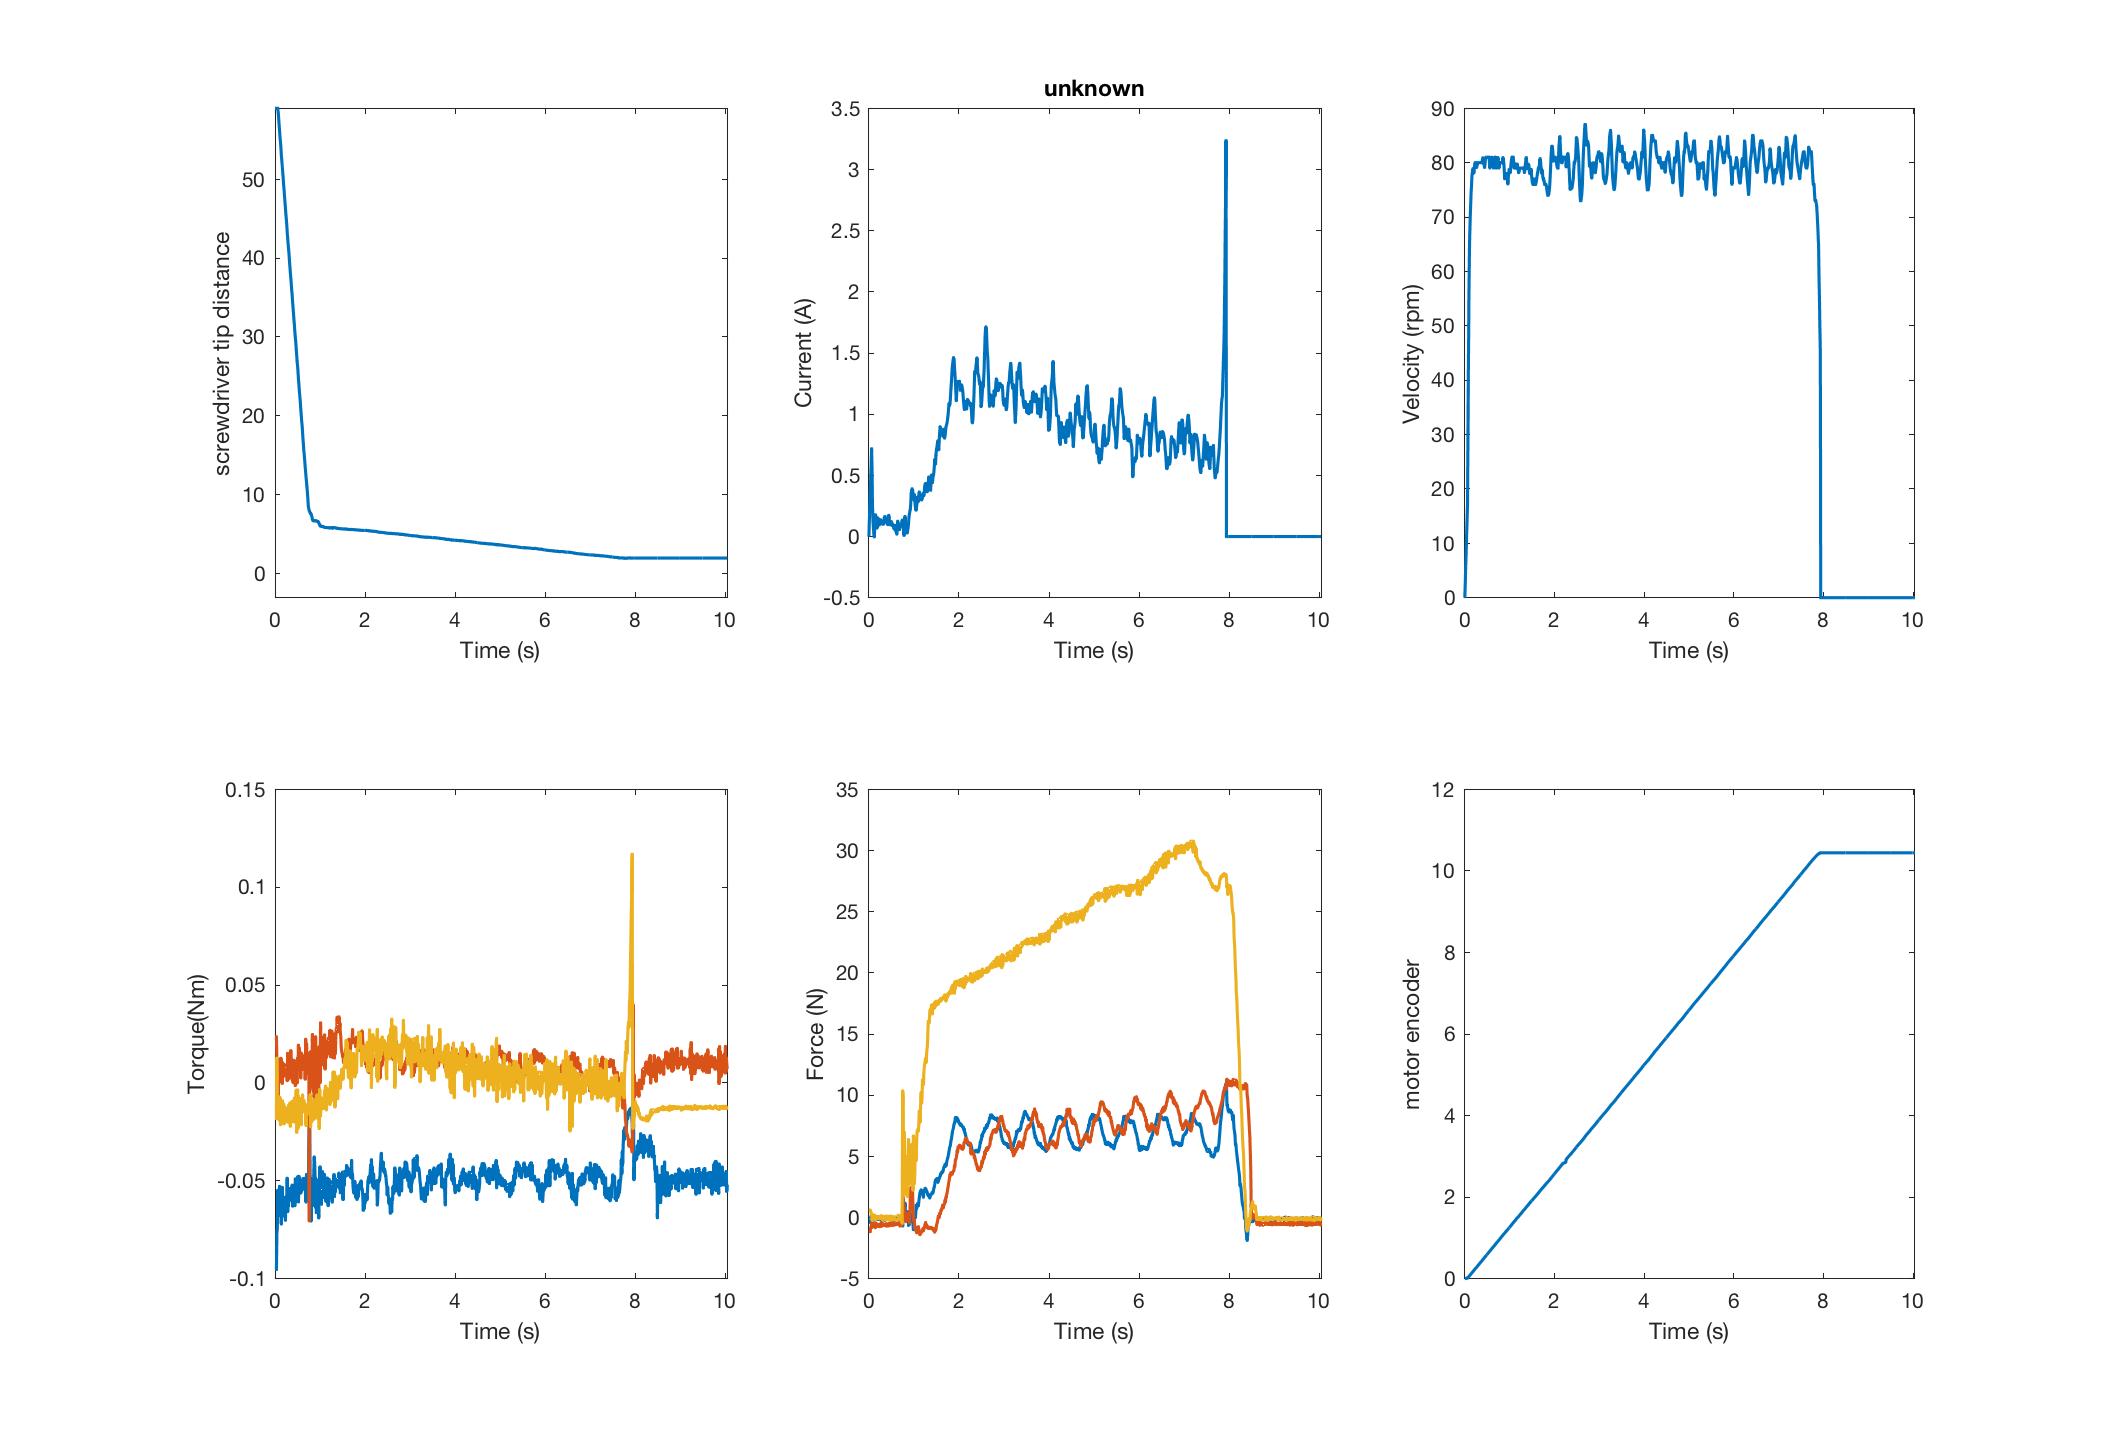 unknown
screwdriver tip distance
50
40
30
20
10
0
0 2 4 6 8 10
Time (s)
Current (A)
3.5
3
2.5
2
1.5
1
0.5
0
-0.5
0 2 4 6 8 10
Time (s)
Velocity (rpm)
90
80
70
60
50
40
30
20
10
0
0 2 4 6 8 10
Time (s)
Torque(Nm)
0.15
0.1
0.05
0
-0.05
-0.1
0 2 4 6 8 10
Time (s)
Force (N)
35
30
25
20
15
10
5
0
-5
0 2 4 6 8 10
Time (s)
motor encoder
12
10
8
6
4
2
0
0 2 4 6 8 10
Time (s)